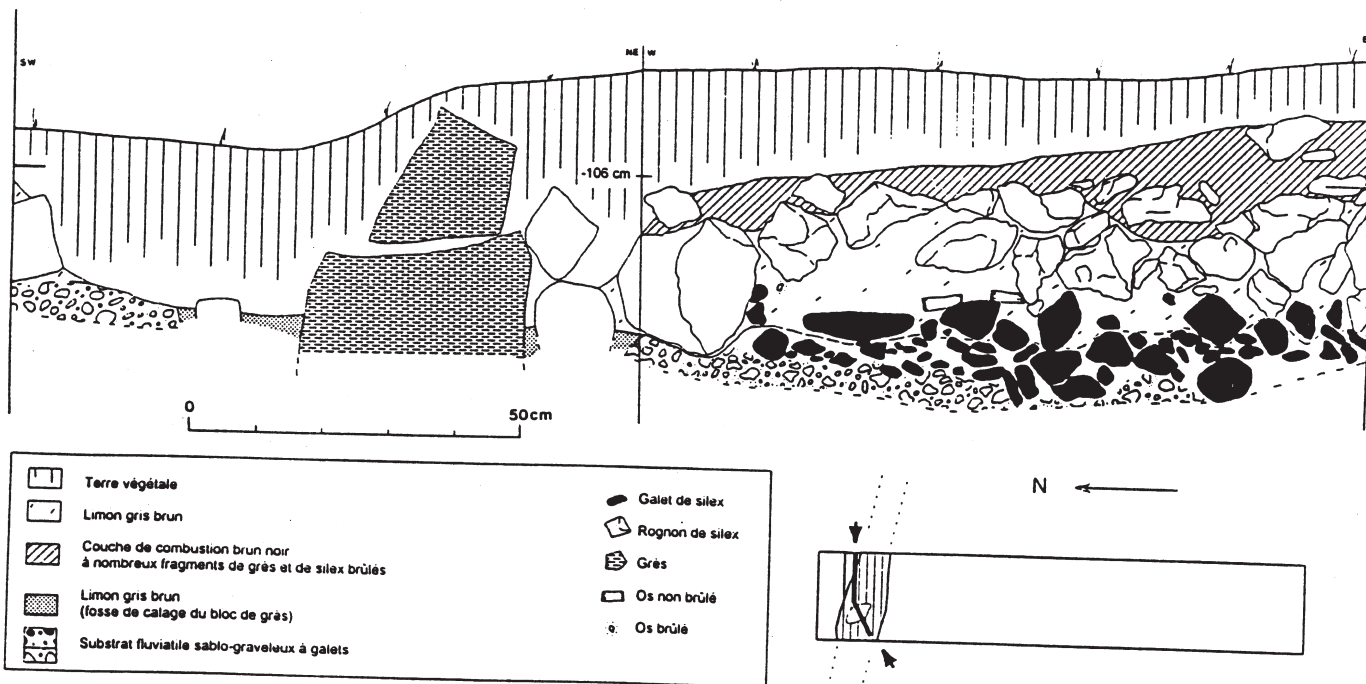 SW
NE W
E
-106 cm
0
50cm
Terre végétale
Limon gris brun
Couche de combustion brun noir
à nombreux fragments de grès et de silex brûlés
Limon gris brun
(fosse de calage du bloc de grès)
Substrat fluviatile sablo-graveleux à galets
Galet de silex
Rognon de silex
Grès
Os non brûlé
Os brûlé
N